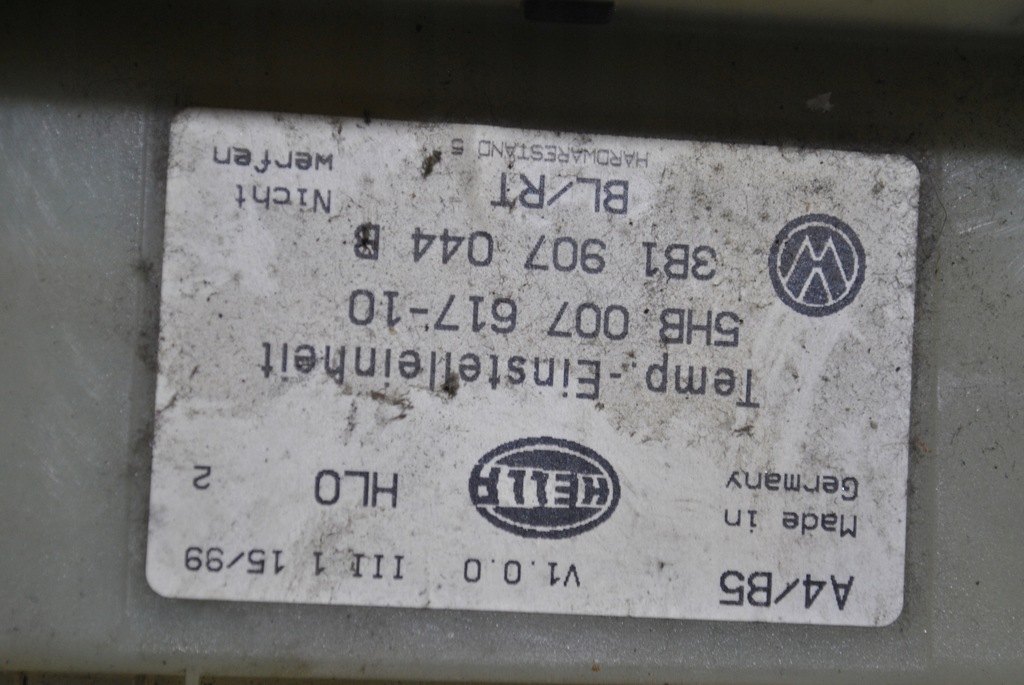 A4/B5 V1.0.0 III 1 15/99
Made in
Germany
HELLA
HLO 2
Temp.-Einstelleinheit
5HB 007 617-10
3B1 907 044 B
BL/RT
Nicht
werfen
HARDWARESTAND 5